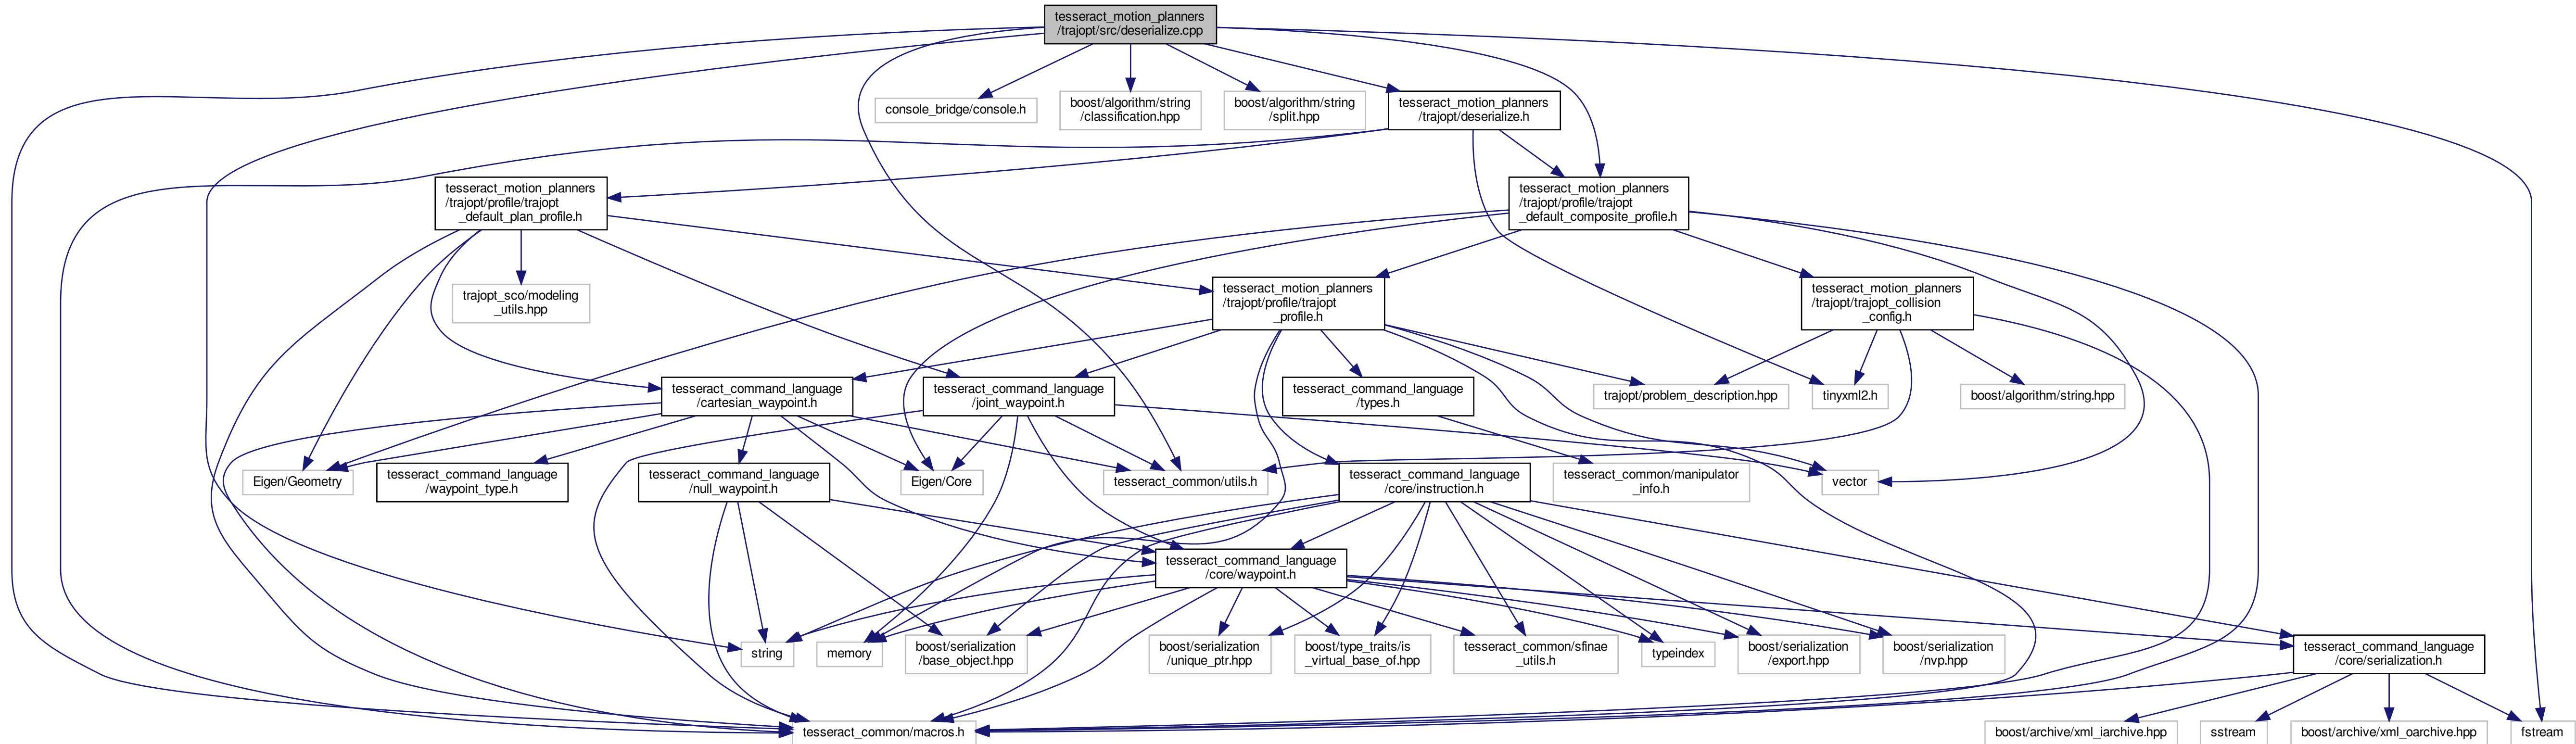 tesseract_motion_planners
/trajopt/src/deserialize.cpp
console_bridge/console.h
boost/algorithm/string
/classification.hpp
boost/algorithm/string
/split.hpp
tesseract_motion_planners
/trajopt/deserialize.h
tesseract_motion_planners
/trajopt/profile/trajopt
_default_plan_profile.h
tesseract_motion_planners
/trajopt/profile/trajopt
_default_composite_profile.h
trajopt_sco/modeling
_utils.hpp
tesseract_motion_planners
/trajopt/profile/trajopt
_profile.h
tesseract_motion_planners
/trajopt/trajopt_collision
_config.h
tesseract_command_language
/cartesian_waypoint.h
tesseract_command_language
/joint_waypoint.h
tesseract_command_language
/types.h
trajopt/problem_description.hpp
tinyxml2.h
boost/algorithm/string.hpp
Eigen/Geometry
tesseract_command_language
/waypoint_type.h
tesseract_command_language
/null_waypoint.h
Eigen/Core
tesseract_common/utils.h
tesseract_command_language
/core/instruction.h
tesseract_common/manipulator
_info.h
vector
tesseract_command_language
/core/waypoint.h
string
memory
boost/serialization
/base_object.hpp
boost/serialization
/unique_ptr.hpp
boost/type_traits/is
_virtual_base_of.hpp
tesseract_common/sfinae
_utils.h
typeindex
boost/serialization
/export.hpp
boost/serialization
/nvp.hpp
tesseract_command_language
/core/serialization.h
tesseract_common/macros.h
boost/archive/xml_iarchive.hpp
sstream
boost/archive/xml_oarchive.hpp
fstream